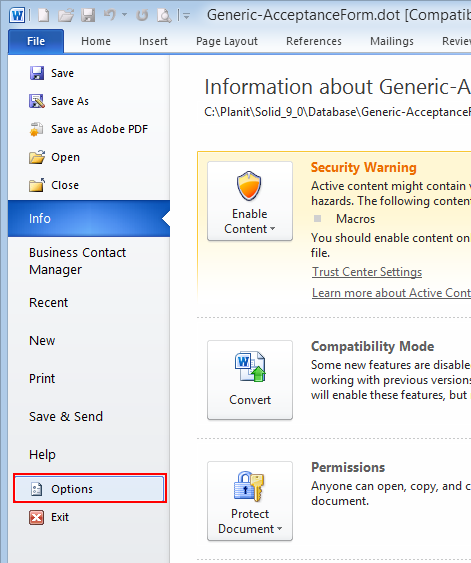 Generic-AcceptanceForm.dot [Compatib
File Home Insert Page Layout References Mailings Review
Save
Save As
Save as Adobe PDF
Open
Close
Info
Business Contact
Manager
Recent
New
Print
Save & Send
Help
Options
Exit
Information about Generic-A
C:\Planit\Solid_9_0\Database\Generic-AcceptanceF
Enable
Content
Security Warning
Active content might contain v
hazards. The following conten
Macros
You should enable content on
file.
Trust Center Settings
Learn more about Active Cont
Convert
Compatibility Mode
Some new features are disable
working with previous versions
will enable these features, but
Protect
Document
Permissions
Anyone can open, copy, and c
document.